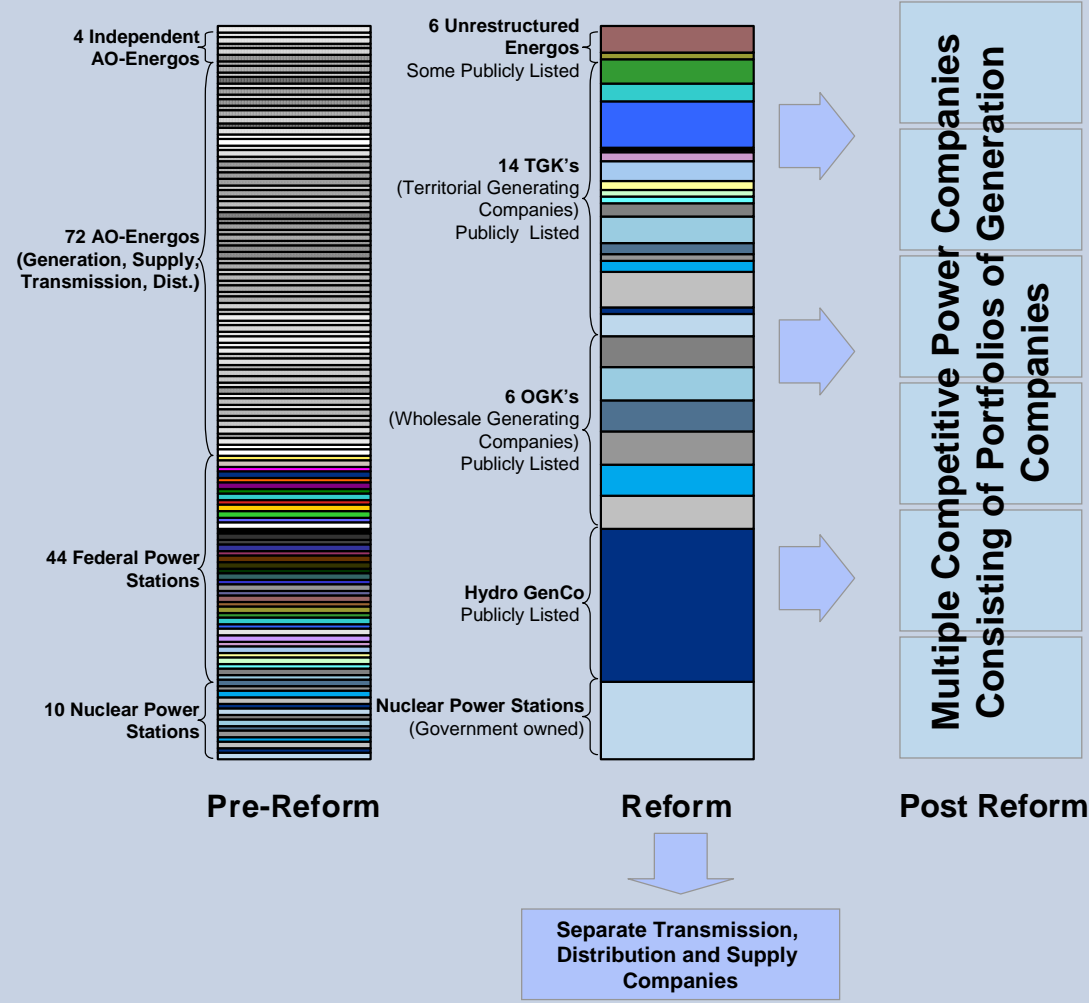 4 Independent
AO-Energos
72 AO-Energos
(Generation, Supply,
Transmission, Dist.)
44 Federal Power
Stations
10 Nuclear Power
Stations
Pre-Reform
6 Unrestructured
Energos
Some Publicly Listed
14 TGK's
(Territorial Generating
Companies)
Publicly Listed
6 OGK's
(Wholesale Generating
Companies)
Publicly Listed
Hydro GenCo
Publicly Listed
Nuclear Power Stations
(Government owned)
Reform
Multiple Competitive Power Companies
Consisting of Portfolios of Generation
Companies
Post Reform
Separate Transmission,
Distribution and Supply
Companies